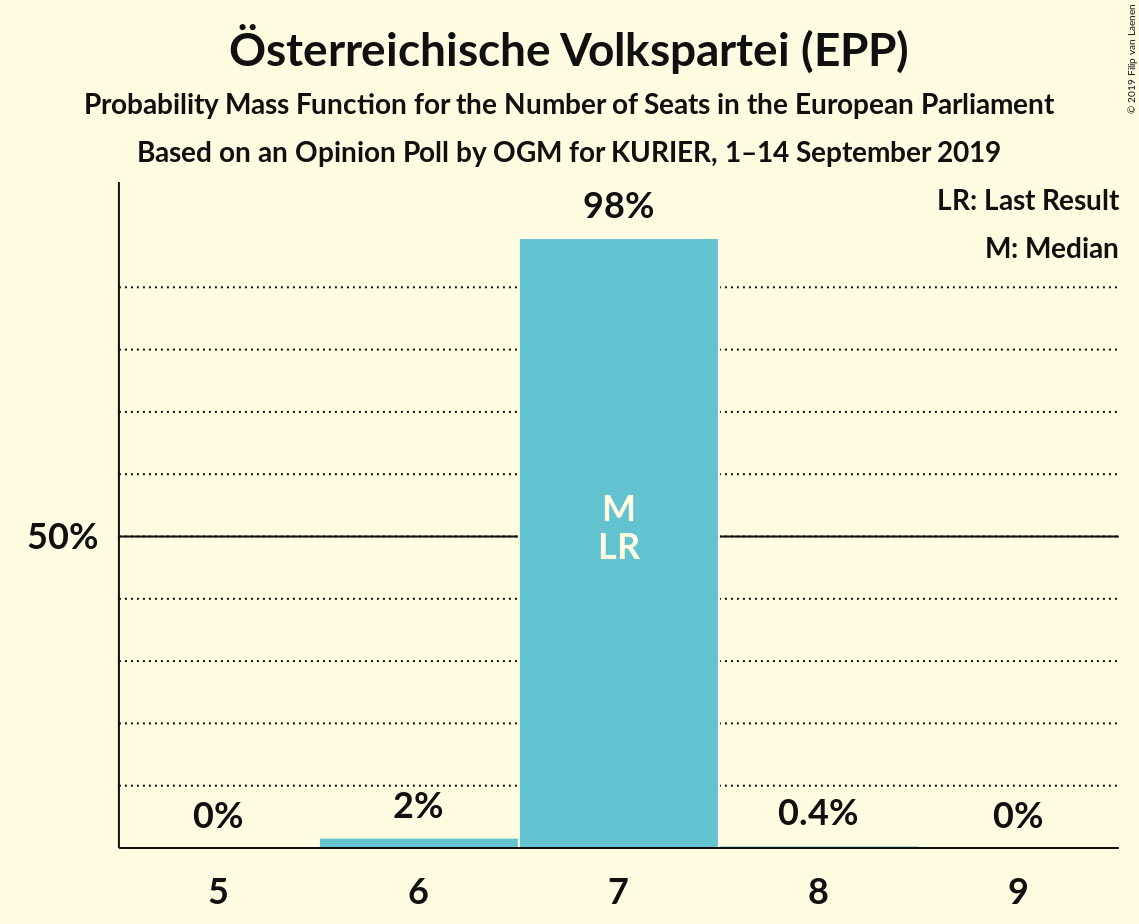 Österreichische Volkspartei (EPP)
Probability Mass Function for the Number of Seats in the European Parliament
Based on an Opinion Poll by OGM for KURIER, 1–14 September 2019
© 2019 Filip van Laenen
LR: Last Result
M: Median
98%
50%
M
LR
0%
2%
0.4%
0%
5
6
7
8
9